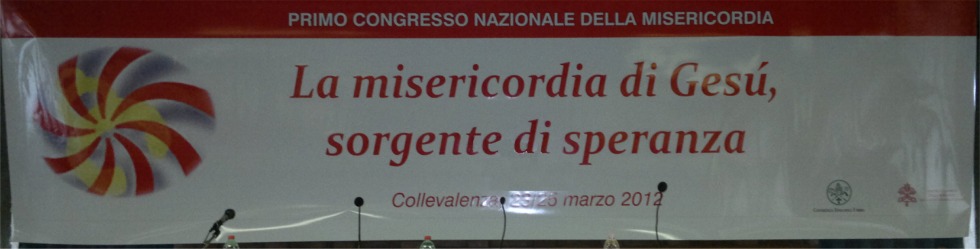 PRIMO CONGRESSO NAZIONALE DELLA MISERICORDIA
La misericordia di Gesú,
sorgente di speranza
Collevalenza, marzo 2012